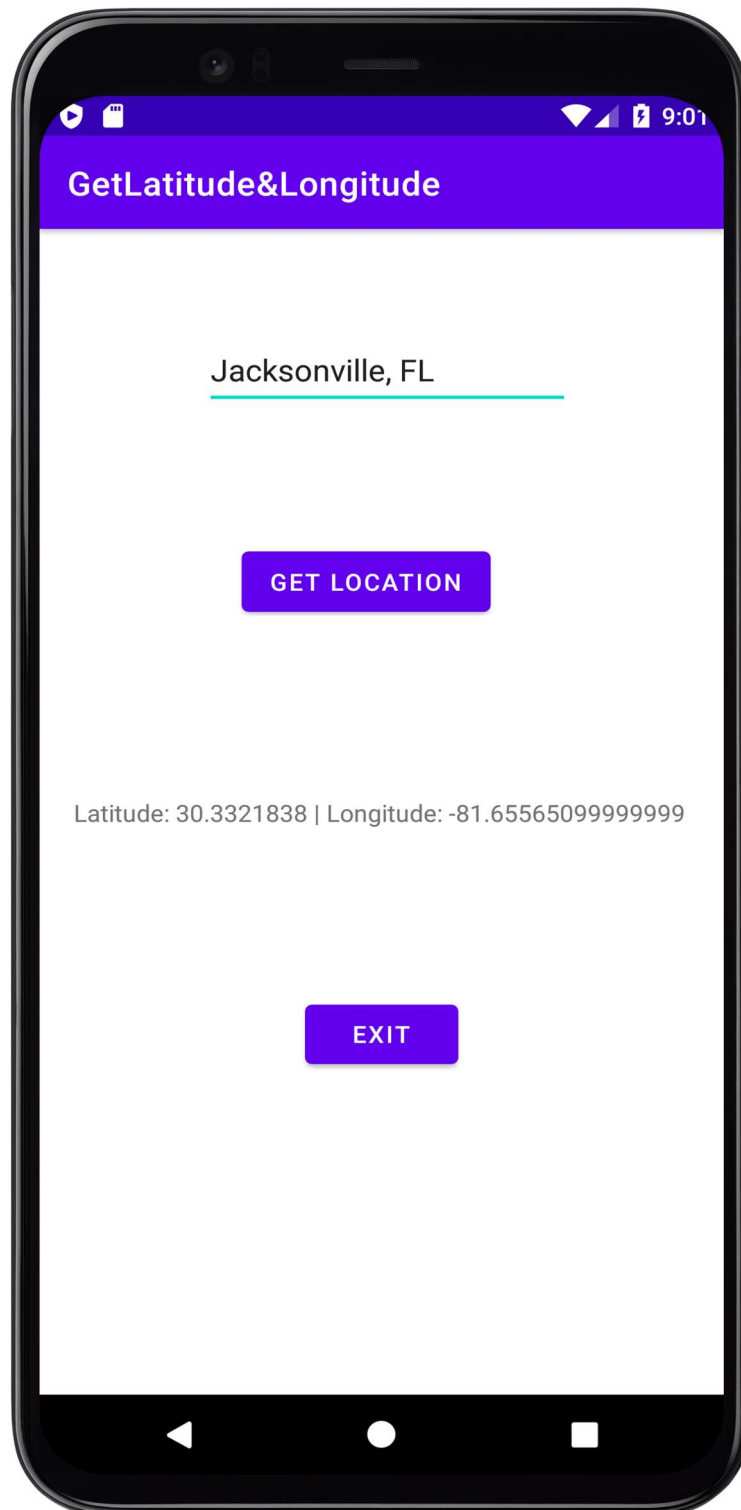 9:01
GetLatitude&Longitude
Jacksonville, FL
GET LOCATION
Latitude: 30.3321838 | Longitude: -81.65565099999999
EXIT